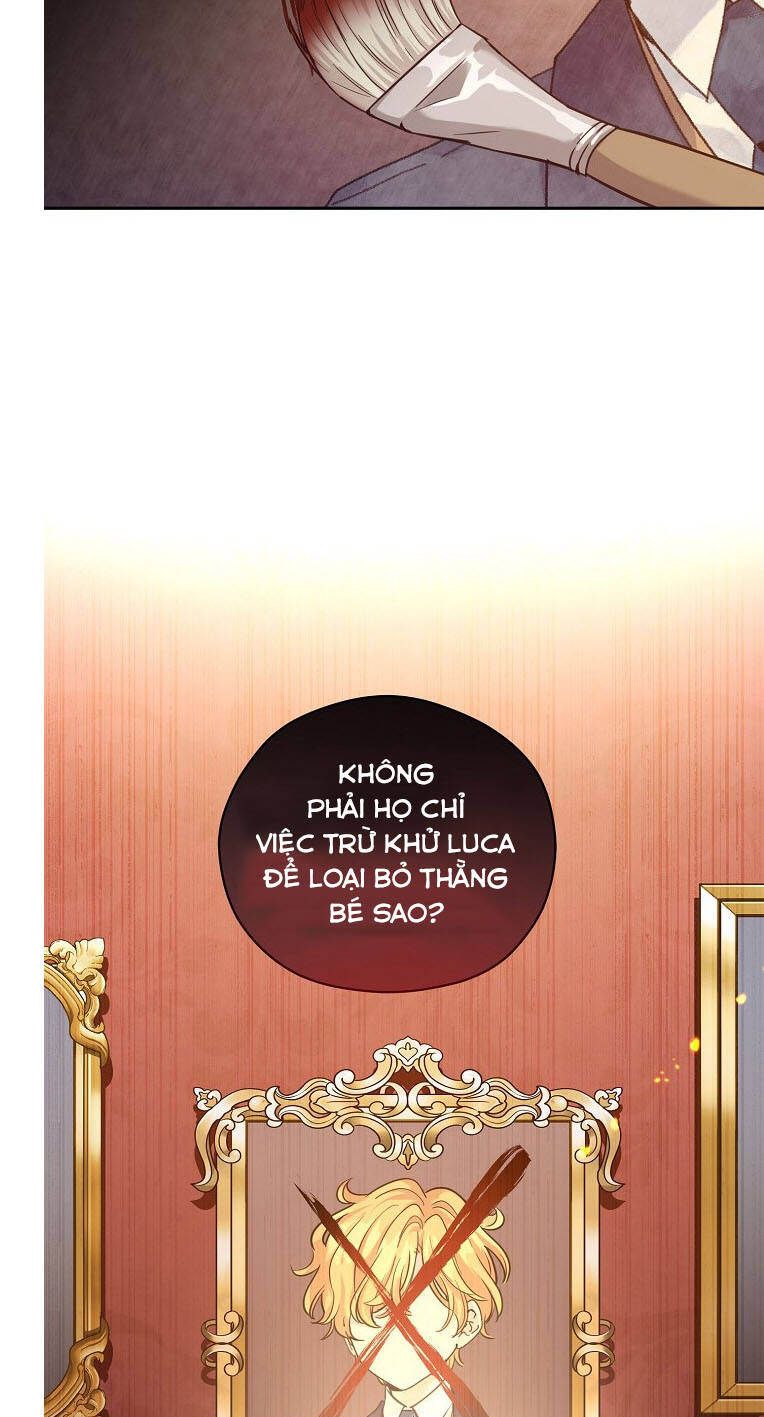 KHÔNG
PHẢI HỌ CHỈ
VIỆC TRỪ KHỬ LUCA
ĐỂ LOẠI BỎ THẰNG
BÉ SAO?